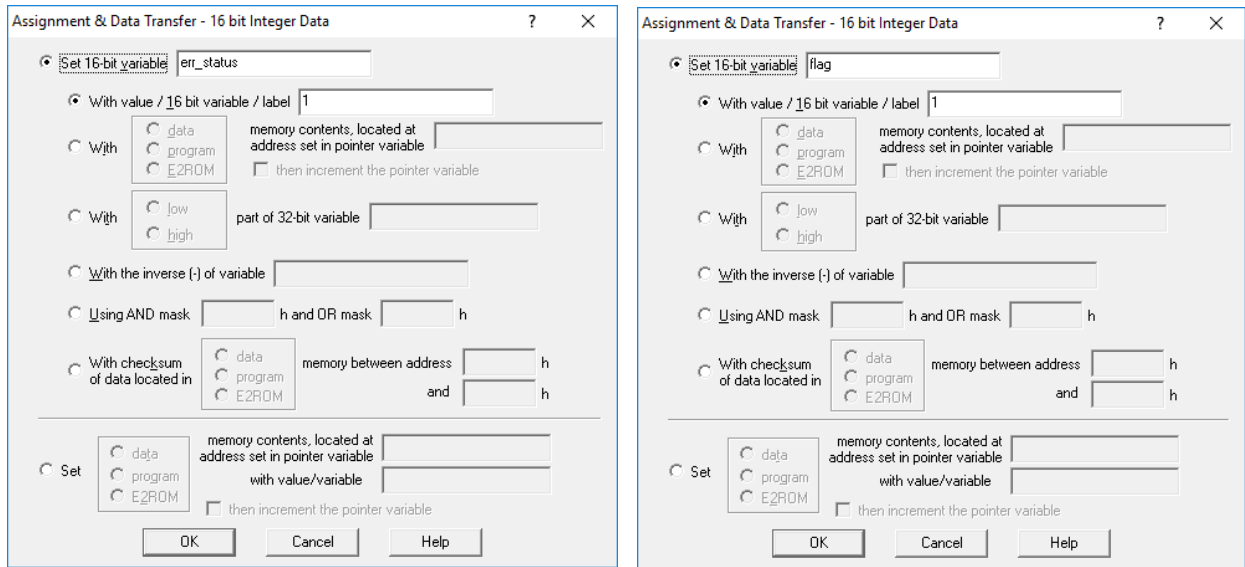 Assignment & Data Transfer - 16 bit Integer Data ? ×
Set 16-bit variable err_status
With value / 16 bit variable / label 1
With
data
program
E2ROM
memory contents, located at
address set in pointer variable
then increment the pointer variable
With
low
high
part of 32-bit variable
With the inverse (-) of variable
Using AND mask h and OR mask h
With checksum
of data located in
data
program
E2ROM
memory between address h
and h
Set
data
program
E2ROM
memory contents, located at
address set in pointer variable
with value/variable
then increment the pointer variable
OK Cancel Help
Assignment & Data Transfer - 16 bit Integer Data ? ×
Set 16-bit variable flag
With value / 16 bit variable / label 1
With
data
program
E2ROM
memory contents, located at
address set in pointer variable
then increment the pointer variable
With
low
high
part of 32-bit variable
With the inverse (-) of variable
Using AND mask h and OR mask h
With checksum
of data located in
data
program
E2ROM
memory between address h
and h
Set
data
program
E2ROM
memory contents, located at
address set in pointer variable
with value/variable
then increment the pointer variable
OK Cancel Help